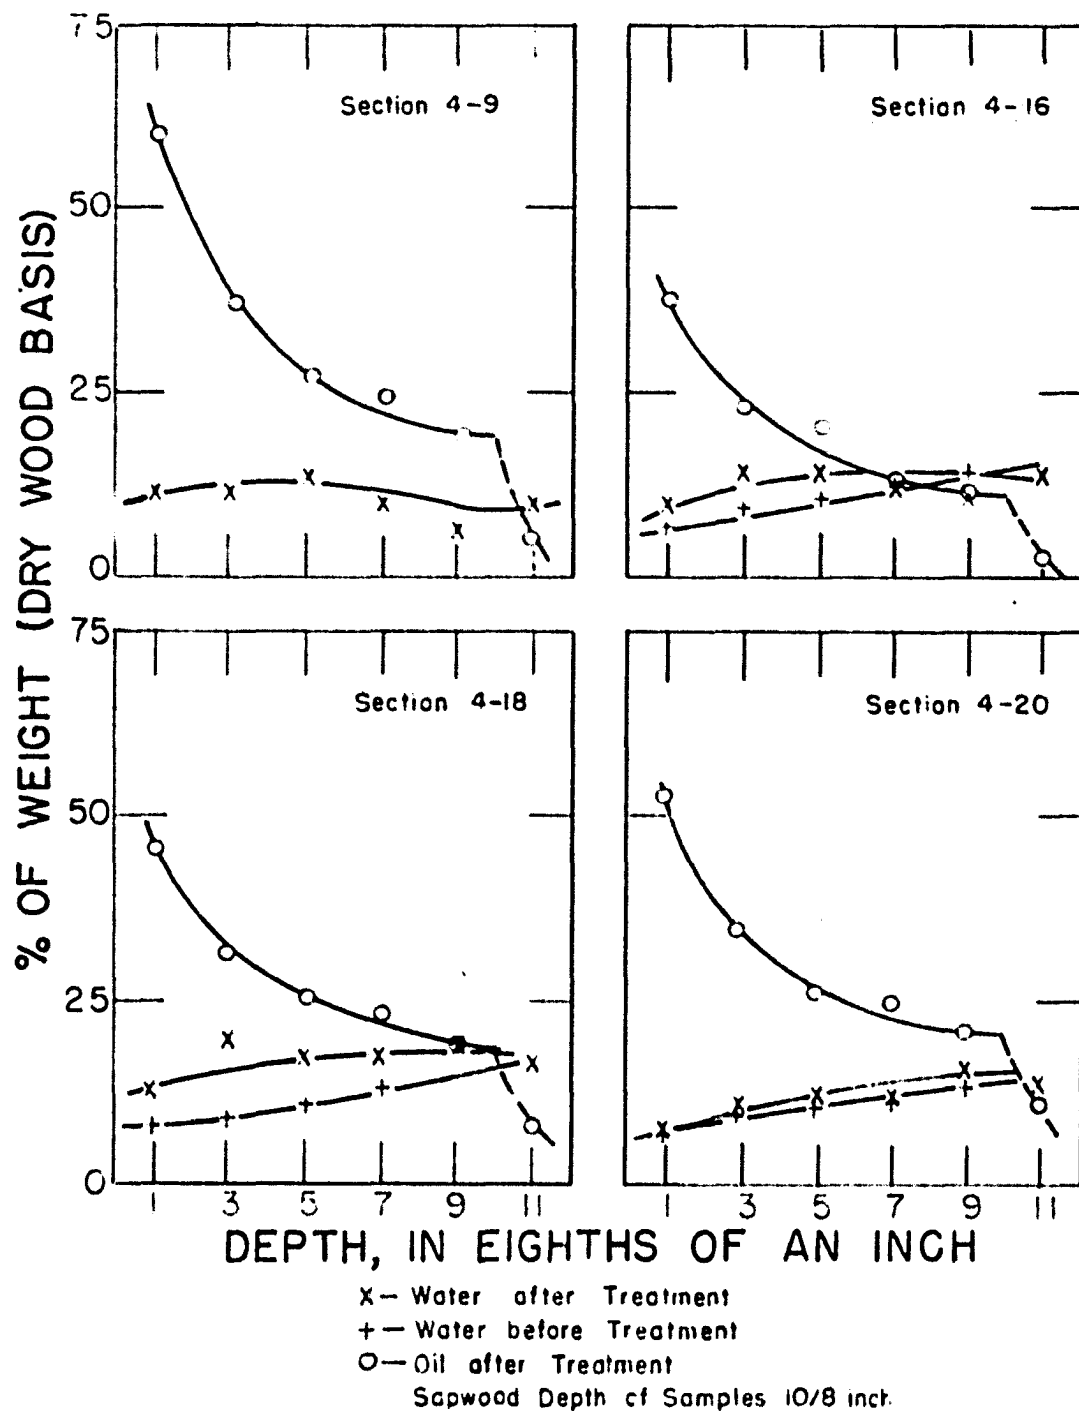 % OF WEIGHT (DRY WOOD BASIS)
75
50
25
0
Section 4-9
Section 4-16
75
50
25
0
Section 4-18
Section 4-20
1 3 5 7 9 11
1 3 5 7 9 11
DEPTH, IN EIGHTHS OF AN INCH
X— Water after Treatment
+— Water before Treatment
O— Oil after Treatment
Sapwood Depth of Samples 10/8 inch.